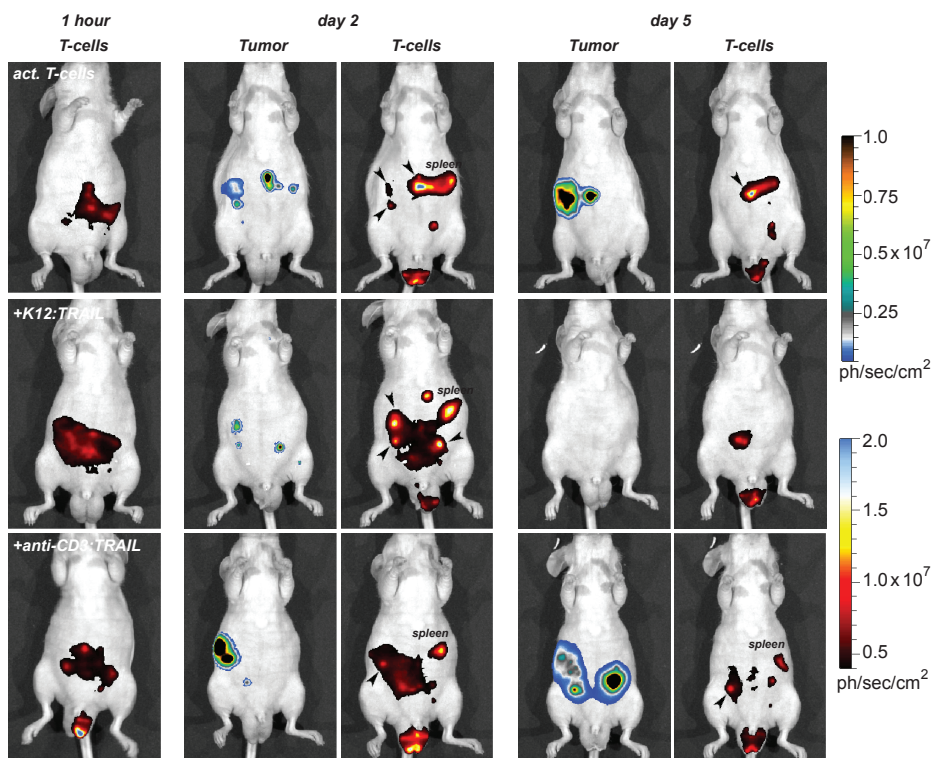 1 hour day 2 day 5
T-cells Tumor T-cells Tumor T-cells
act. T-cells
spleen
+K12:TRAIL
spleen
+anti-CD3:TRAIL
spleen
spleen
1.0
0.75
0.5 x 10⁷
0.25
ph/sec/cm²
2.0
1.5
1.0 x 10⁷
0.5
ph/sec/cm²